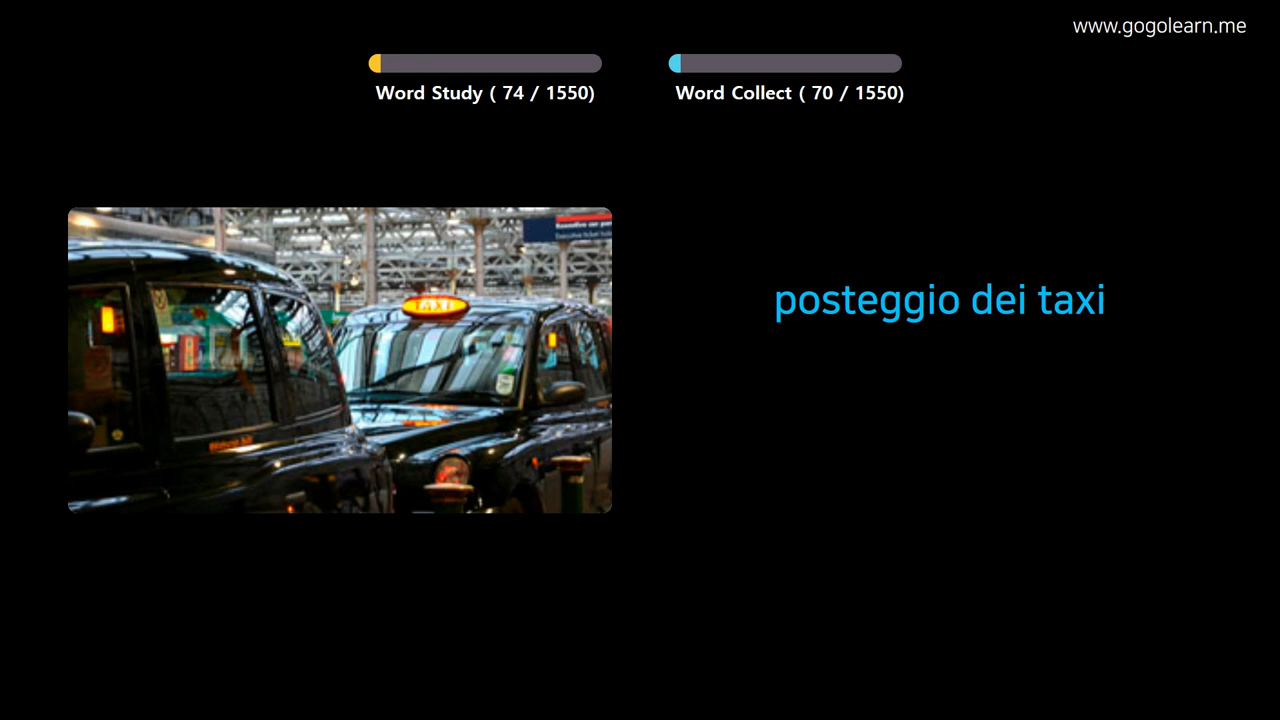 www.gogolearn.me
Word Study ( 74 / 1550)
Word Collect ( 70 / 1550)
TAXI
posteggio dei taxi